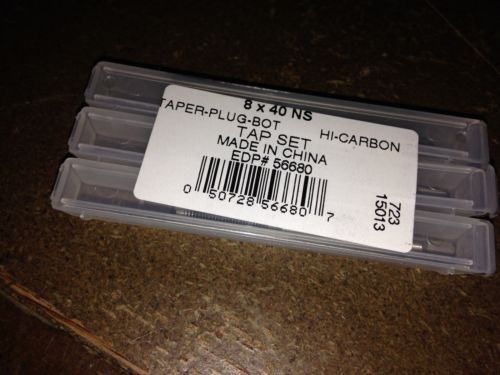 8 x 40 NS
TAPER-PLUG-BOT HI-CARBON
TAP SET
MADE IN CHINA
EDP# 56680
0 50728 56680 7
723
15013